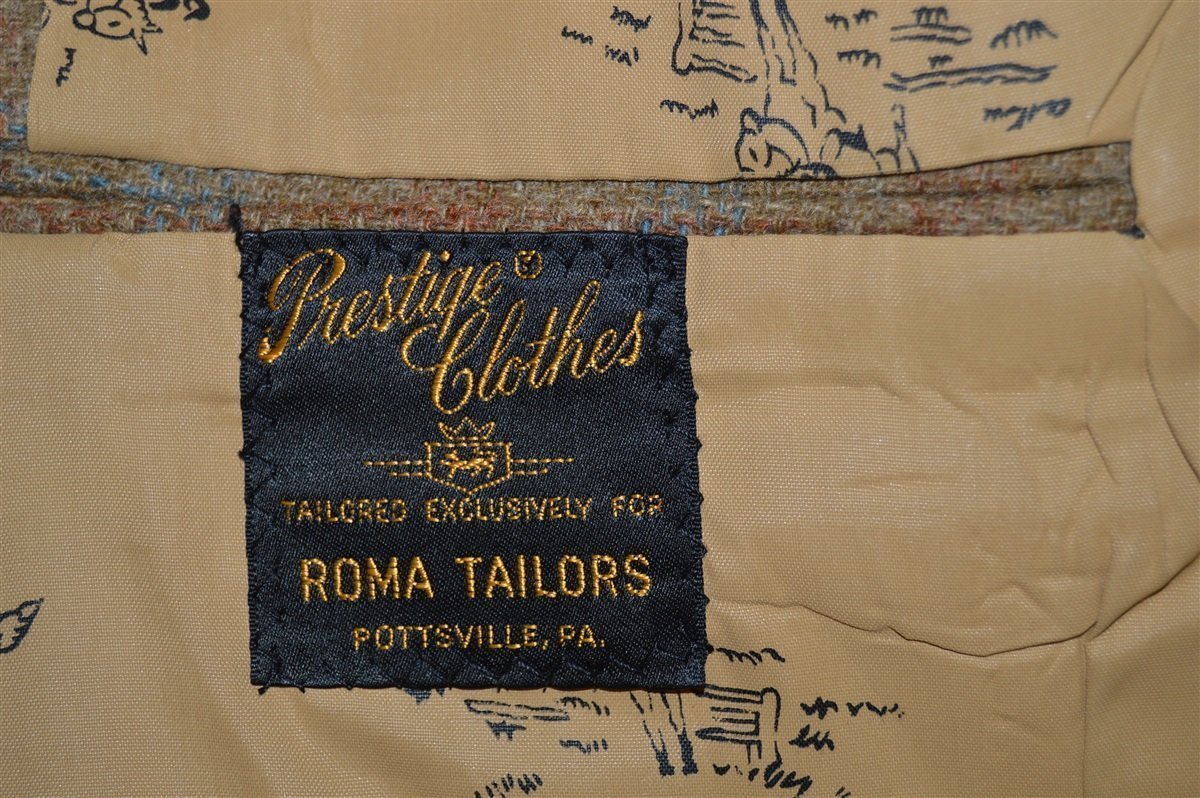 Prestige®
Clothes
TAILORED EXCLUSIVELY FOR
ROMA TAILORS
POTTSVILLE, PA.